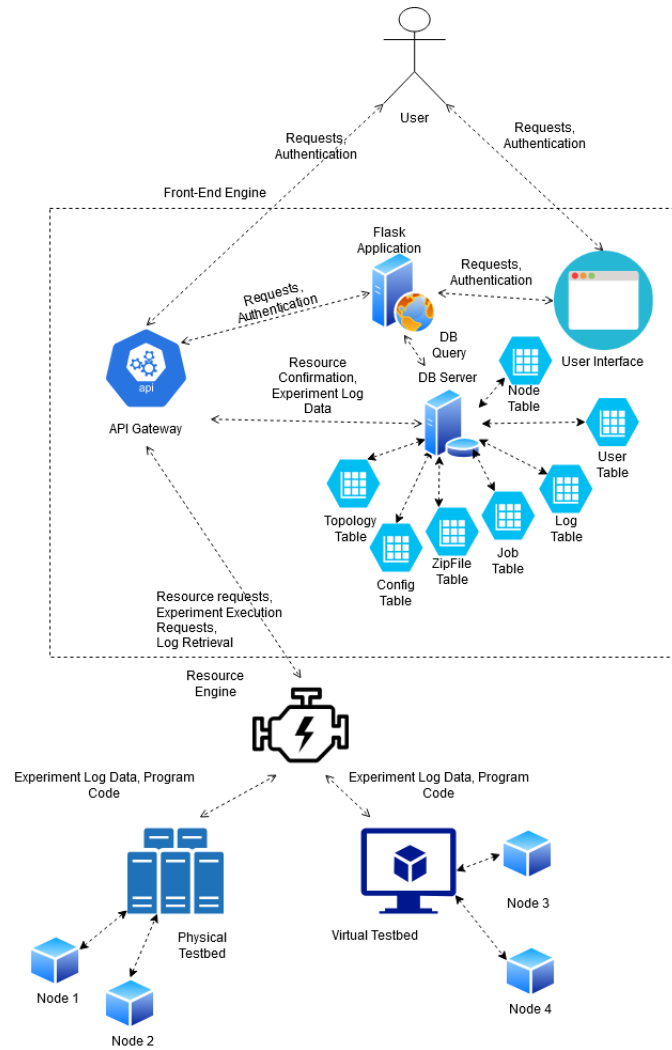 User
Requests,
Authentication
Requests,
Authentication
Front-End Engine
Flask
Application
Requests,
Authentication
Requests,
Authentication
DB
Query
User Interface
api
API Gateway
Resource
Confirmation,
Experiment Log
Data
DB Server
Node
Table
User
Table
Topology
Table
Config
Table
ZipFile
Table
Job
Table
Log
Table
Resource requests,
Experiment Execution
Requests,
Log Retrieval
Resource
Engine
Experiment Log Data, Program
Code
Experiment Log Data, Program
Code
Physical
Testbed
Virtual Testbed
Node 1
Node 2
Node 3
Node 4